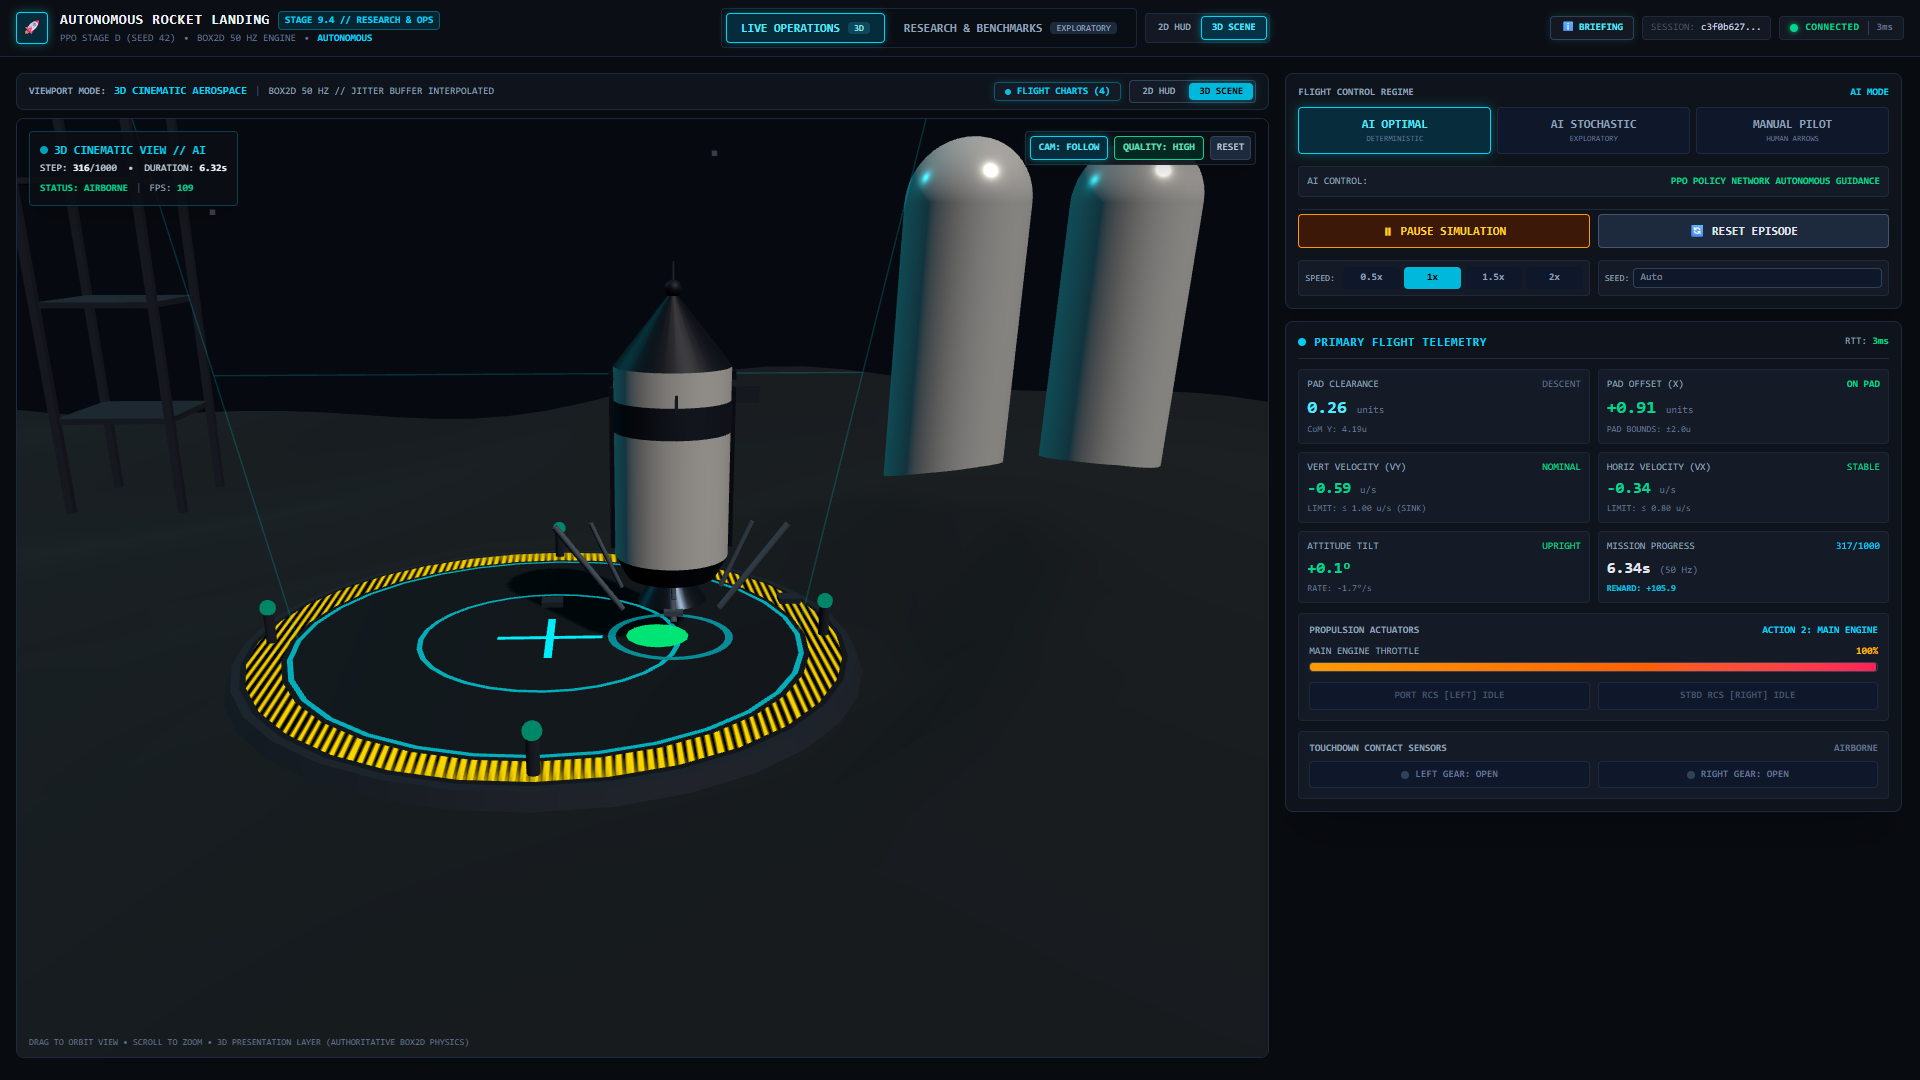 AUTONOMOUS ROCKET LANDING STAGE 9.4 // RESEARCH & OPS
PPO STAGE D (SEED 42) • BOX2D 50 HZ ENGINE • AUTONOMOUS
LIVE OPERATIONS 3D RESEARCH & BENCHMARKS EXPLORATORY 2D HUD 3D SCENE
BRIEFING SESSION: c3f0b627... CONNECTED 3ms
VIEWPORT MODE: 3D CINEMATIC AEROSPACE | BOX2D 50 HZ // JITTER BUFFER INTERPOLATED
FLIGHT CHARTS (4) 2D HUD 3D SCENE
3D CINEMATIC VIEW // AI
STEP: 316/1000 • DURATION: 6.32s
STATUS: AIRBORNE | FPS: 109
CAM: FOLLOW QUALITY: HIGH RESET
DRAG TO ORBIT VIEW • SCROLL TO ZOOM • 3D PRESENTATION LAYER (AUTHORITATIVE BOX2D PHYSICS)
FLIGHT CONTROL REGIME AI MODE
AI OPTIMAL AI STOCHASTIC MANUAL PILOT
DETERMINISTIC EXPLORATORY HUMAN ARROWS
AI CONTROL: PPO POLICY NETWORK AUTONOMOUS GUIDANCE
PAUSE SIMULATION RESET EPISODE
SPEED: 0.5x 1x 1.5x 2x SEED: Auto
PRIMARY FLIGHT TELEMETRY RTT: 3ms
PAD CLEARANCE DESCENT
0.26 units
CoM Y: 4.19u
PAD OFFSET (X) ON PAD
+0.91 units
PAD BOUNDS: ±2.0u
VERT VELOCITY (VY) NOMINAL
-0.59 u/s
LIMIT: ≤ 1.00 u/s (SINK)
HORIZ VELOCITY (VX) STABLE
-0.34 u/s
LIMIT: ≤ 0.80 u/s
ATTITUDE TILT UPRIGHT
+0.1°
RATE: -1.7°/s
MISSION PROGRESS 317/1000
6.34s (50 Hz)
REWARD: +105.9
PROPULSION ACTUATORS ACTION 2: MAIN ENGINE
MAIN ENGINE THROTTLE 100%
PORT RCS [LEFT] IDLE STBD RCS [RIGHT] IDLE
TOUCHDOWN CONTACT SENSORS AIRBORNE
LEFT GEAR: OPEN RIGHT GEAR: OPEN